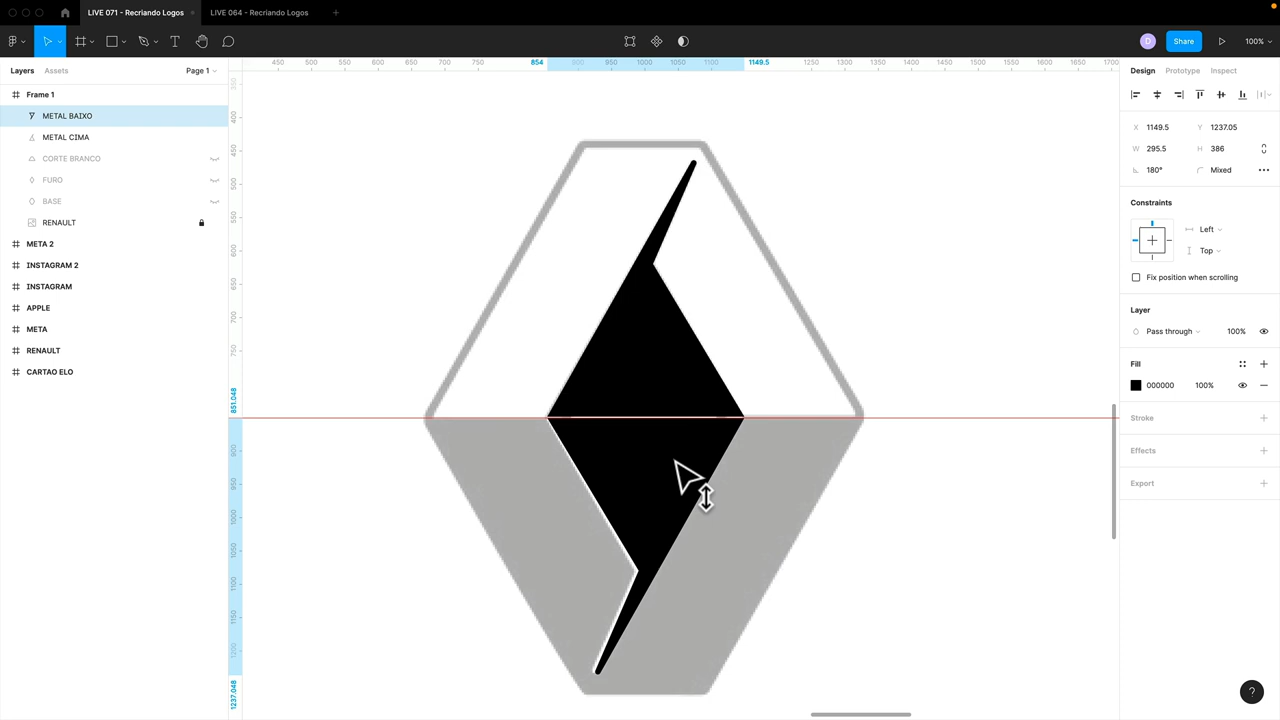 LIVE 071 - Recriando Logos
LIVE 064 - Recriando Logos
Share
100%
Layers
Assets
Page 1
Frame 1
METAL BAIXO
METAL CIMA
CORTE BRANCO
FURO
BASE
RENAULT
META 2
INSTAGRAM 2
INSTAGRAM
APPLE
META
RENAULT
CARTAO ELO
450 500 550 600 650 700 750 854 900 950 1000 1050 1100 1149.5 1250 1300 1350 1400 1450 1500 1550 1600 1650 1700
350
400
450
500
550
600
650
700
750
851.048
900
950
1000
1050
1100
1150
1200
1237.048
Design
Prototype
Inspect
X 1149.5 Y 1237.05
W 295.5 H 386
180° Mixed
Constraints
Left
Top
Fix position when scrolling
Layer
Pass through 100%
Fill
000000 100%
Stroke
Effects
Export
?
D